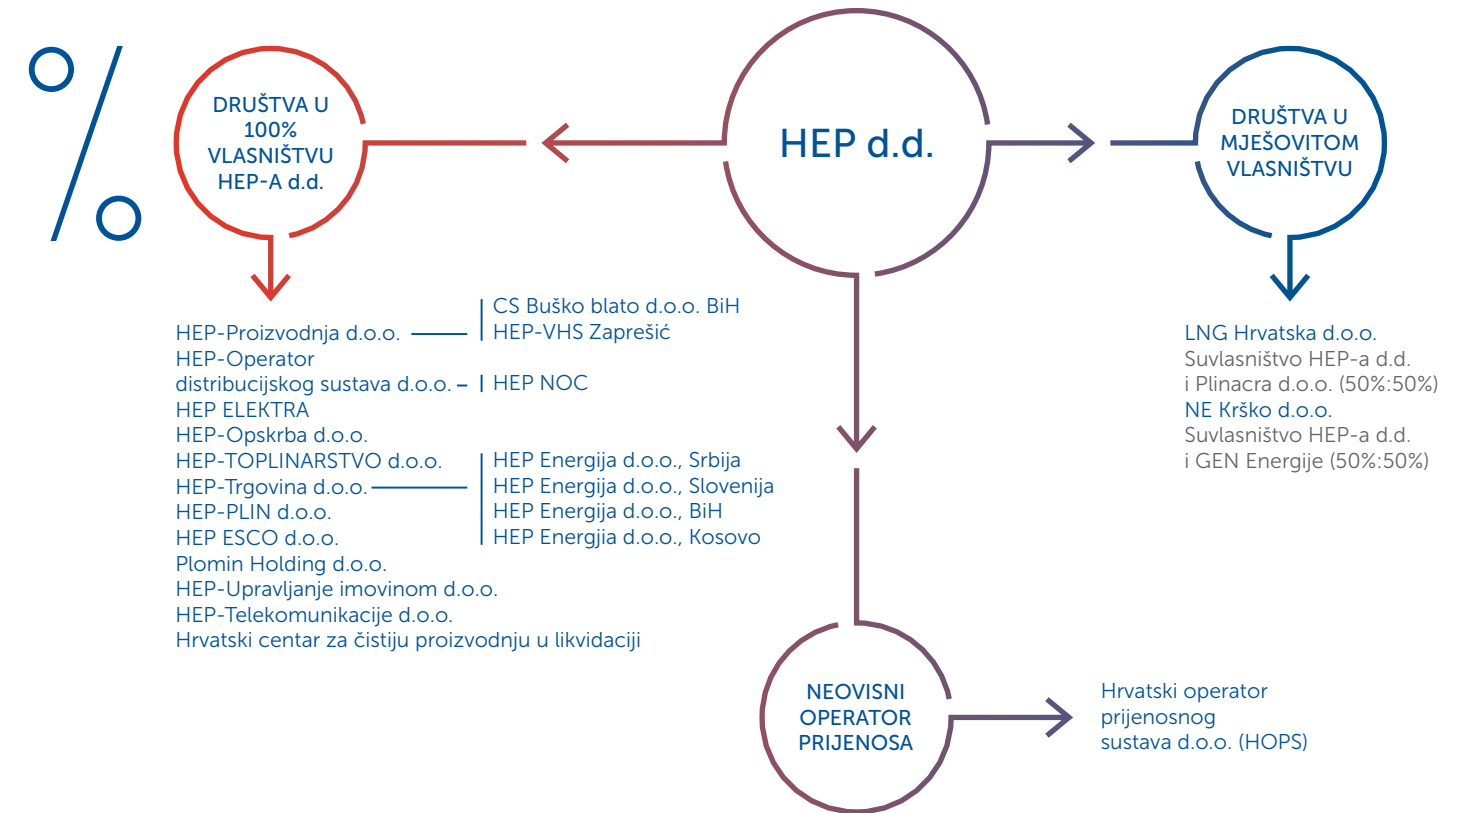 %
DRUŠTVA U
100%
VLASNIŠTVU
HEP-A d.d.
HEP d.d.
DRUŠTVA U
MJEŠOVITOM
VLASNIŠTVU
HEP-Proizvodnja d.o.o.
CS Buško blato d.o.o. BiH
HEP-VHS Zaprešić
HEP-Operator
distribucijskog sustava d.o.o.
HEP NOC
HEP ELEKTRA
HEP-Opskrba d.o.o.
HEP-TOPLINARSTVO d.o.o.
HEP-Trgovina d.o.o.
HEP Energija d.o.o., Srbija
HEP Energija d.o.o., Slovenija
HEP Energija d.o.o., BiH
HEP Energjia d.o.o., Kosovo
HEP-PLIN d.o.o.
HEP ESCO d.o.o.
Plomin Holding d.o.o.
HEP-Upravljanje imovinom d.o.o.
HEP-Telekomunikacije d.o.o.
Hrvatski centar za čistiju proizvodnju u likvidaciji
LNG Hrvatska d.o.o.
Suvlasništvo HEP-a d.d.
i Plinacra d.o.o. (50%:50%)
NE Krško d.o.o.
Suvlasništvo HEP-a d.d.
i GEN Energije (50%:50%)
NEOVISNI
OPERATOR
PRIJENOSA
Hrvatski operator
prijenosnog
sustava d.o.o. (HOPS)